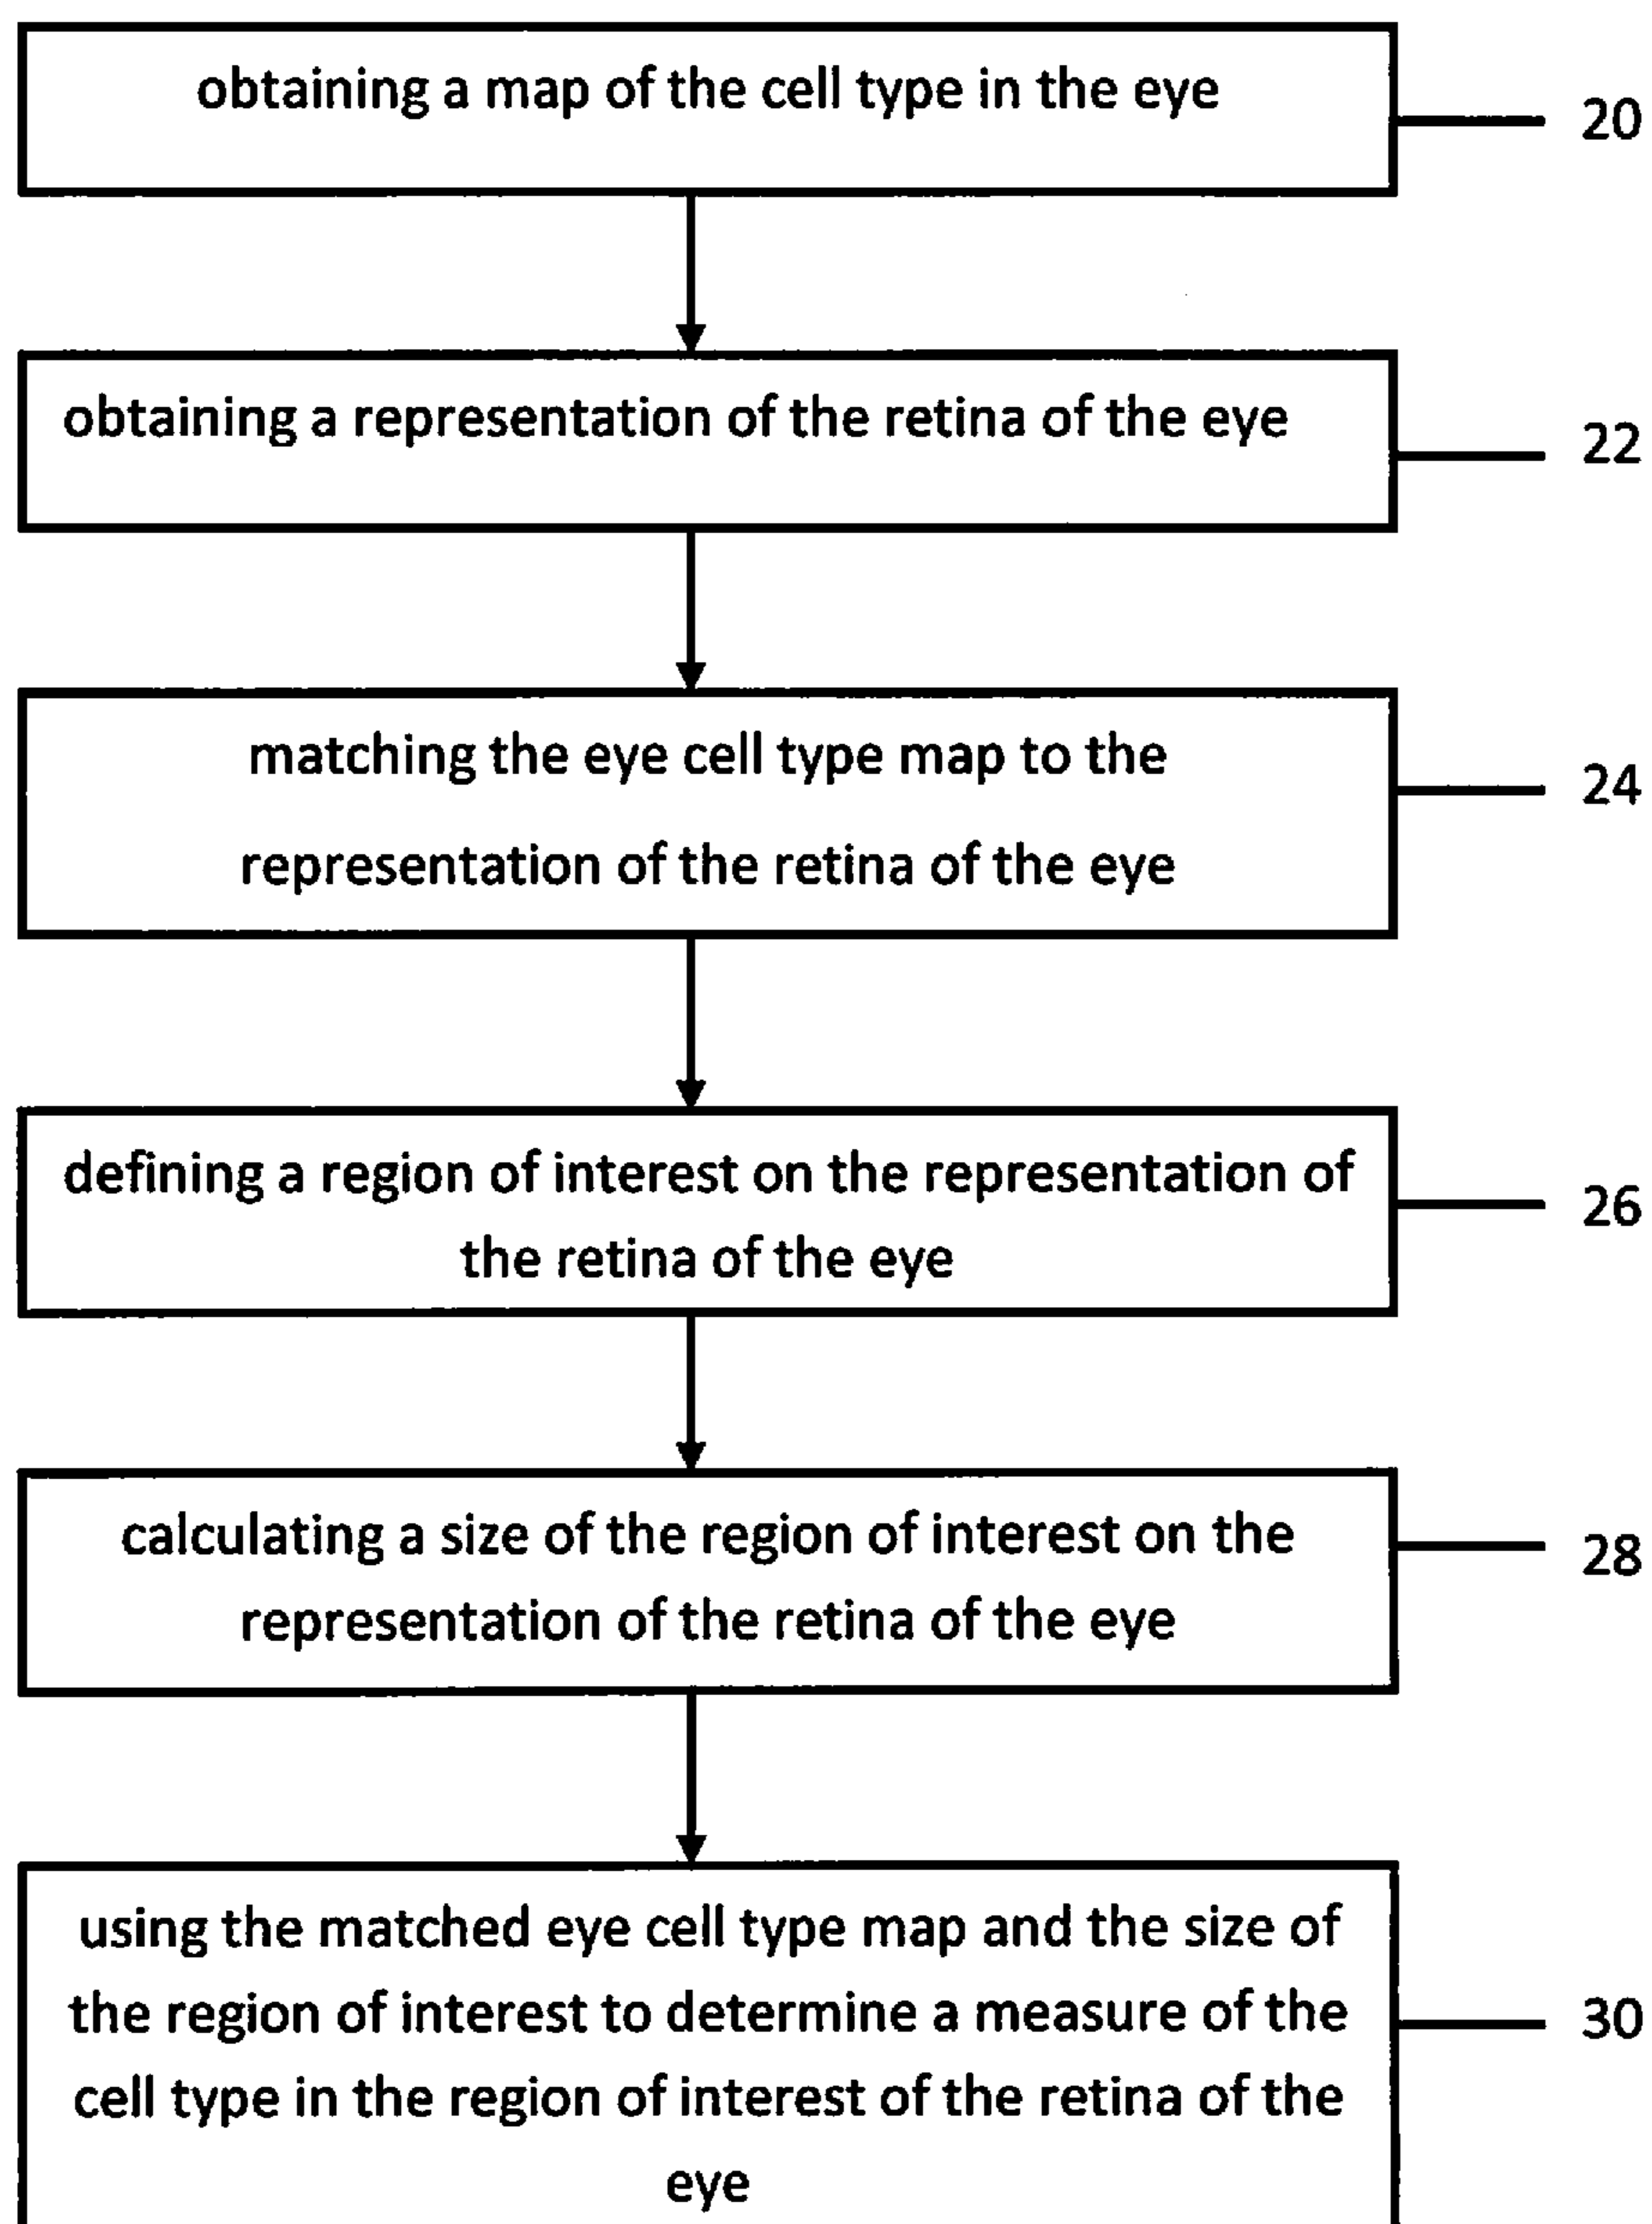 obtaining a map of the cell type in the eye
20
obtaining a representation of the retina of the eye
22
matching the eye cell type map to the
representation of the retina of the eye
24
defining a region of interest on the representation of
the retina of the eye
26
calculating a size of the region of interest on the
representation of the retina of the eye
28
using the matched eye cell type map and the size of
the region of interest to determine a measure of the
cell type in the region of interest of the retina of the
eye
30